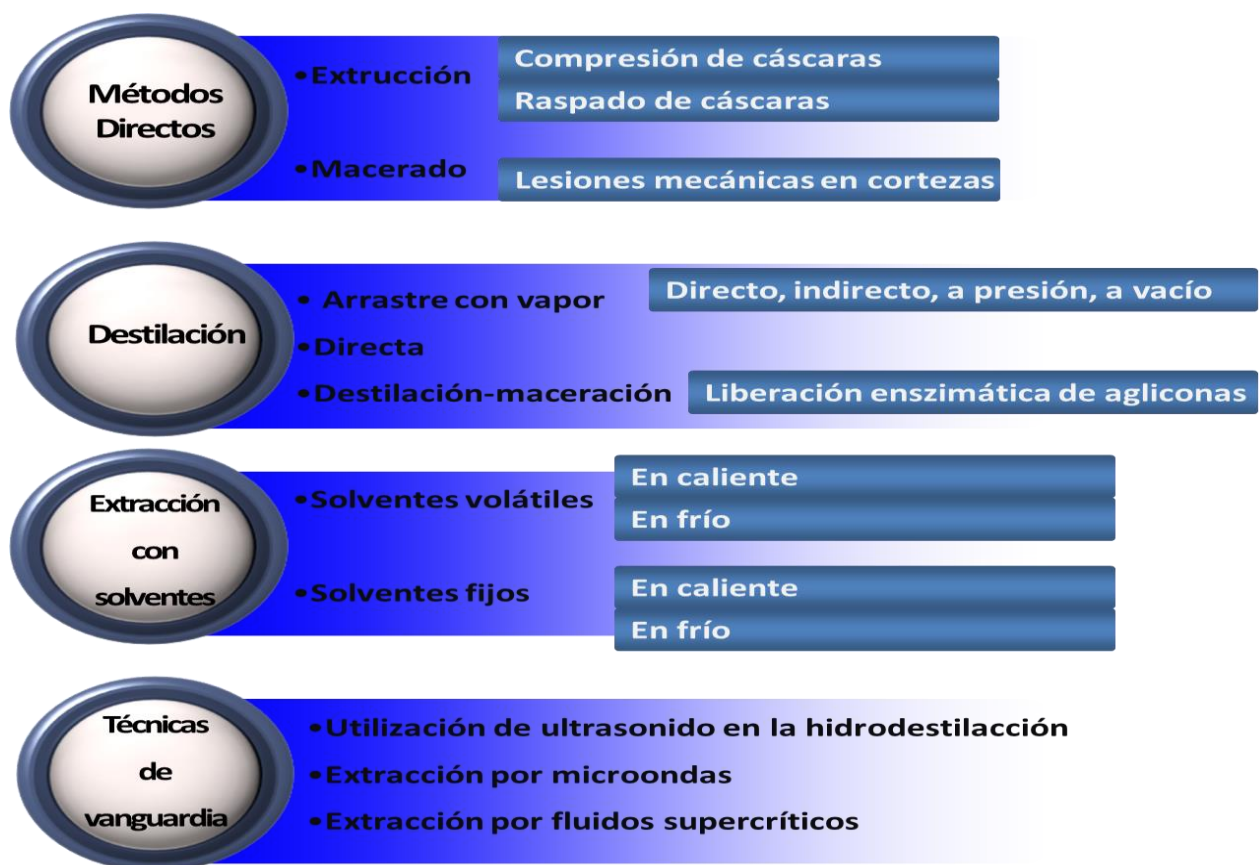 Métodos
Directos
•Extrucción
Compresión de cáscaras
Raspado de cáscaras
•Macerado
Lesiones mecánicas en cortezas
Destilación
• Arrastre con vapor
Directo, indirecto, a presión, a vacío
•Directa
•Destilación-maceración
Liberación enszimática de agliconas
Extracción
con
solventes
•Solventes volátiles
En caliente
En frío
•Solventes fijos
En caliente
En frío
Técnicas
de
vanguardia
•Utilización de ultrasonido en la hidrodestilacción
•Extracción por microondas
•Extracción por fluidos supercríticos